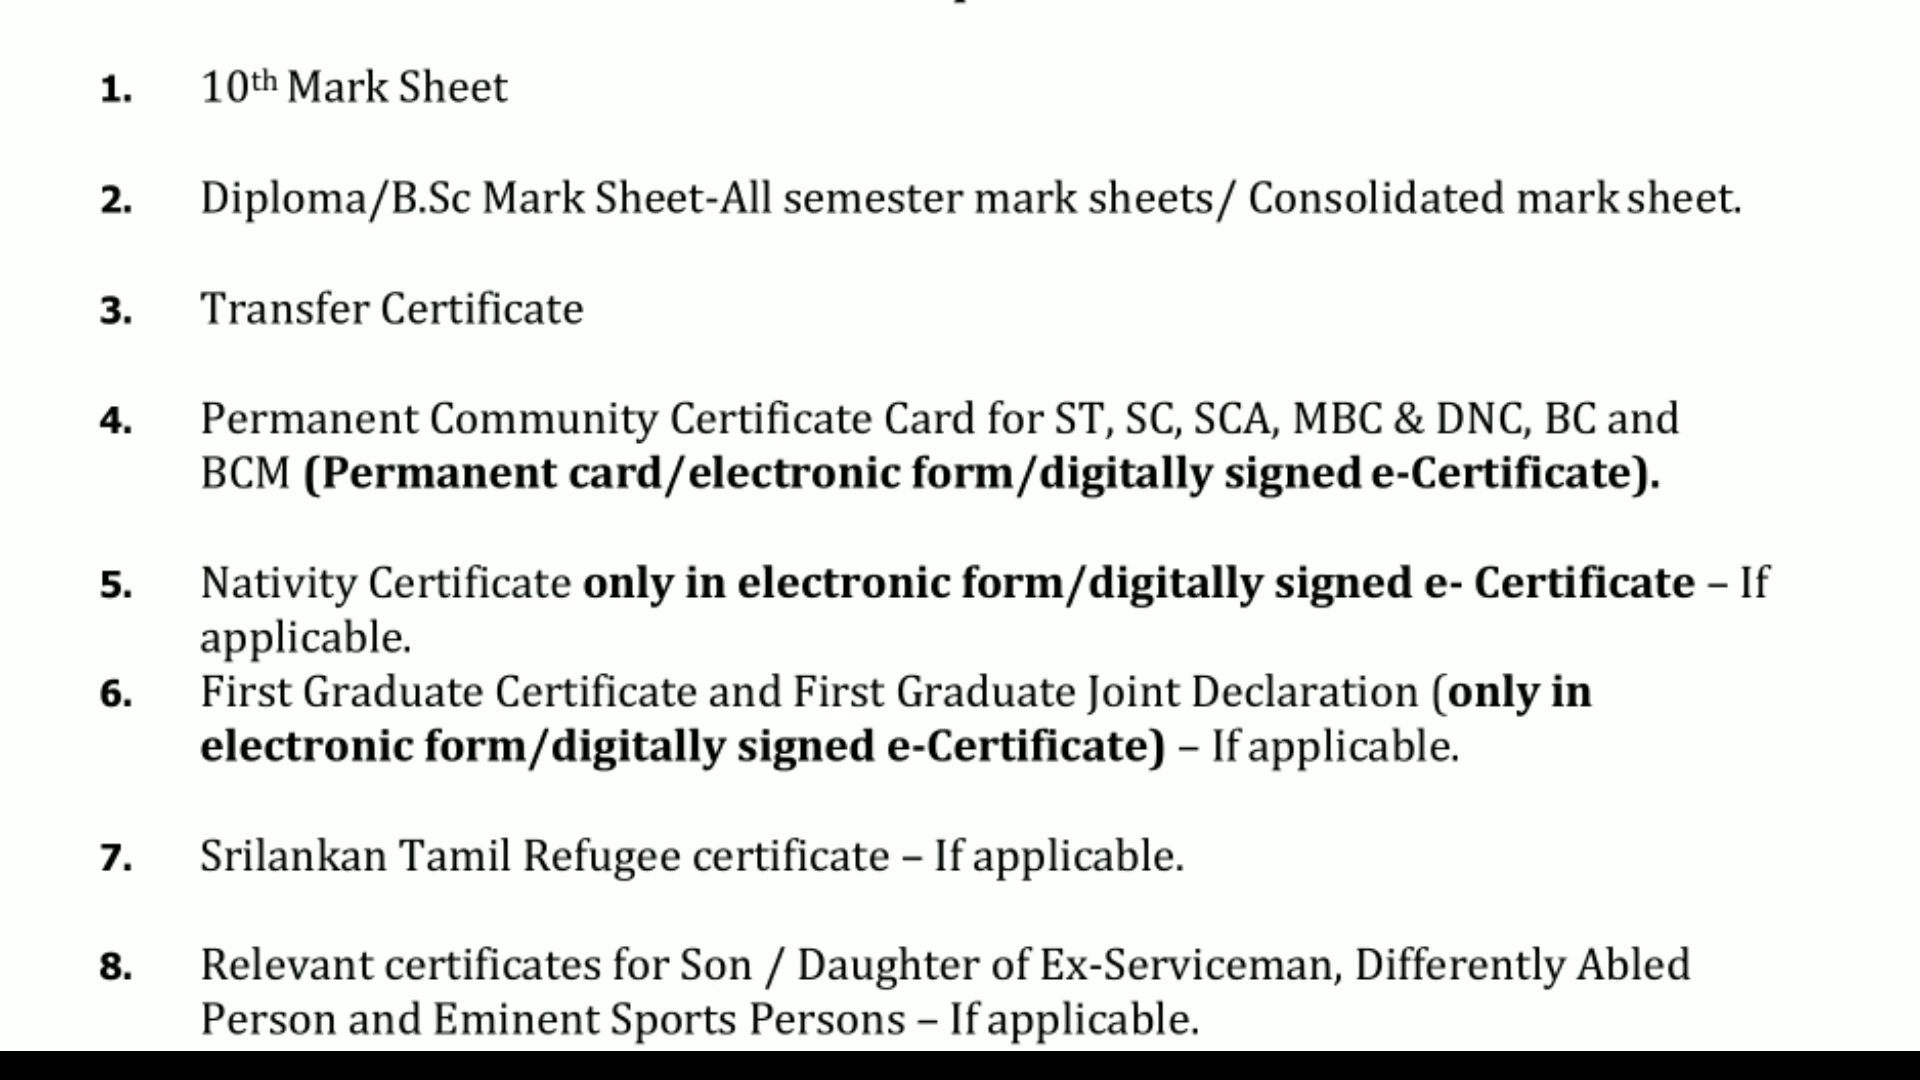 1. 10th Mark Sheet
2. Diploma/B.Sc Mark Sheet-All semester mark sheets/ Consolidated mark sheet.
3. Transfer Certificate
4. Permanent Community Certificate Card for ST, SC, SCA, MBC & DNC, BC and
BCM (Permanent card/electronic form/digitally signed e-Certificate).
5. Nativity Certificate only in electronic form/digitally signed e- Certificate – If
applicable.
6. First Graduate Certificate and First Graduate Joint Declaration (only in
electronic form/digitally signed e-Certificate) – If applicable.
7. Srilankan Tamil Refugee certificate – If applicable.
8. Relevant certificates for Son / Daughter of Ex-Serviceman, Differently Abled
Person and Eminent Sports Persons – If applicable.